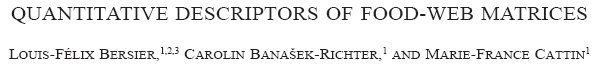 QUANTITATIVE DESCRIPTORS OF FOOD-WEB MATRICES
LOUIS-FÉLIX BERSIER,1,2,3 CAROLIN BANAŠEK-RICHTER,1 AND MARIE-FRANCE CATTIN1